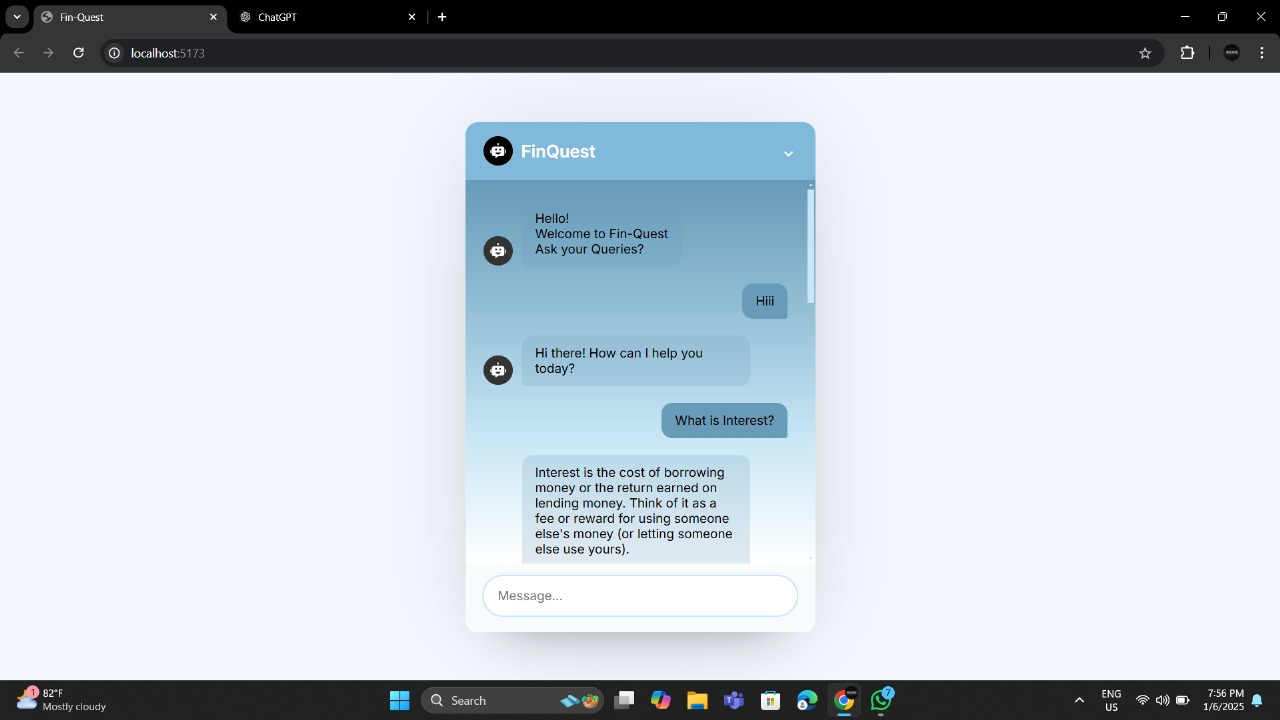 Fin-Quest
ChatGPT
localhost:5173
FinQuest
Hello!
Welcome to Fin-Quest
Ask your Queries?
Hiii
Hi there! How can I help you
today?
What is Interest?
Interest is the cost of borrowing
money or the return earned on
lending money. Think of it as a
fee or reward for using someone
else's money (or letting someone
else use yours).
Message...
1
82°F
Mostly cloudy
Search
7
ENG
US
7:56 PM
1/6/2025